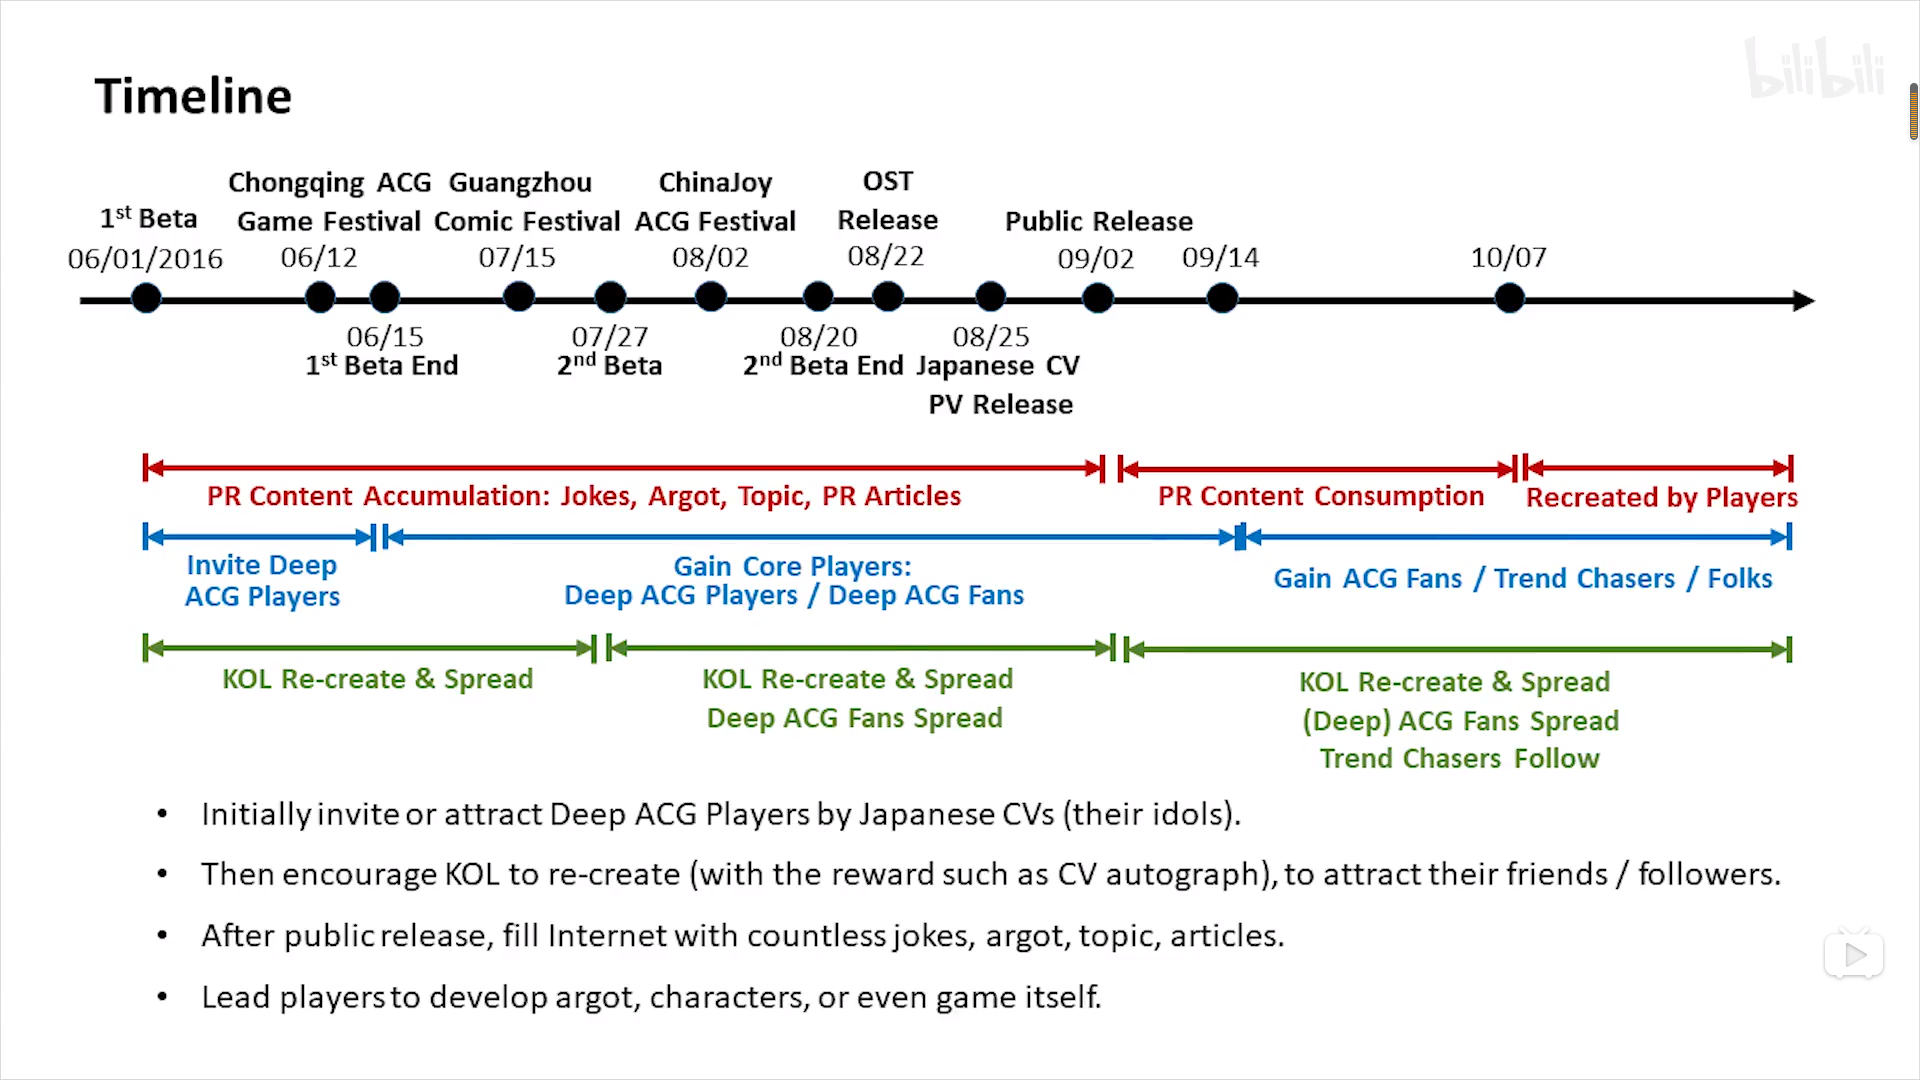 bilibili
Timeline
Chongqing ACG
Game Festival
Guangzhou
Comic Festival
ChinaJoy
ACG Festival
OST
Release
1st Beta
Public Release
06/01/2016
06/12
07/15
08/02
08/22
09/02
09/14
10/07
06/15
1st Beta End
07/27
2nd Beta
08/20
2nd Beta End
08/25
Japanese CV
PV Release
PR Content Accumulation: Jokes, Argot, Topic, PR Articles
PR Content Consumption
Recreated by Players
Invite Deep
ACG Players
Gain Core Players:
Deep ACG Players / Deep ACG Fans
Gain ACG Fans / Trend Chasers / Folks
KOL Re-create & Spread
KOL Re-create & Spread
Deep ACG Fans Spread
KOL Re-create & Spread
(Deep) ACG Fans Spread
Trend Chasers Follow
• Initially invite or attract Deep ACG Players by Japanese CVs (their idols).
• Then encourage KOL to re-create (with the reward such as CV autograph), to attract their friends / followers.
• After public release, fill Internet with countless jokes, argot, topic, articles.
• Lead players to develop argot, characters, or even game itself.